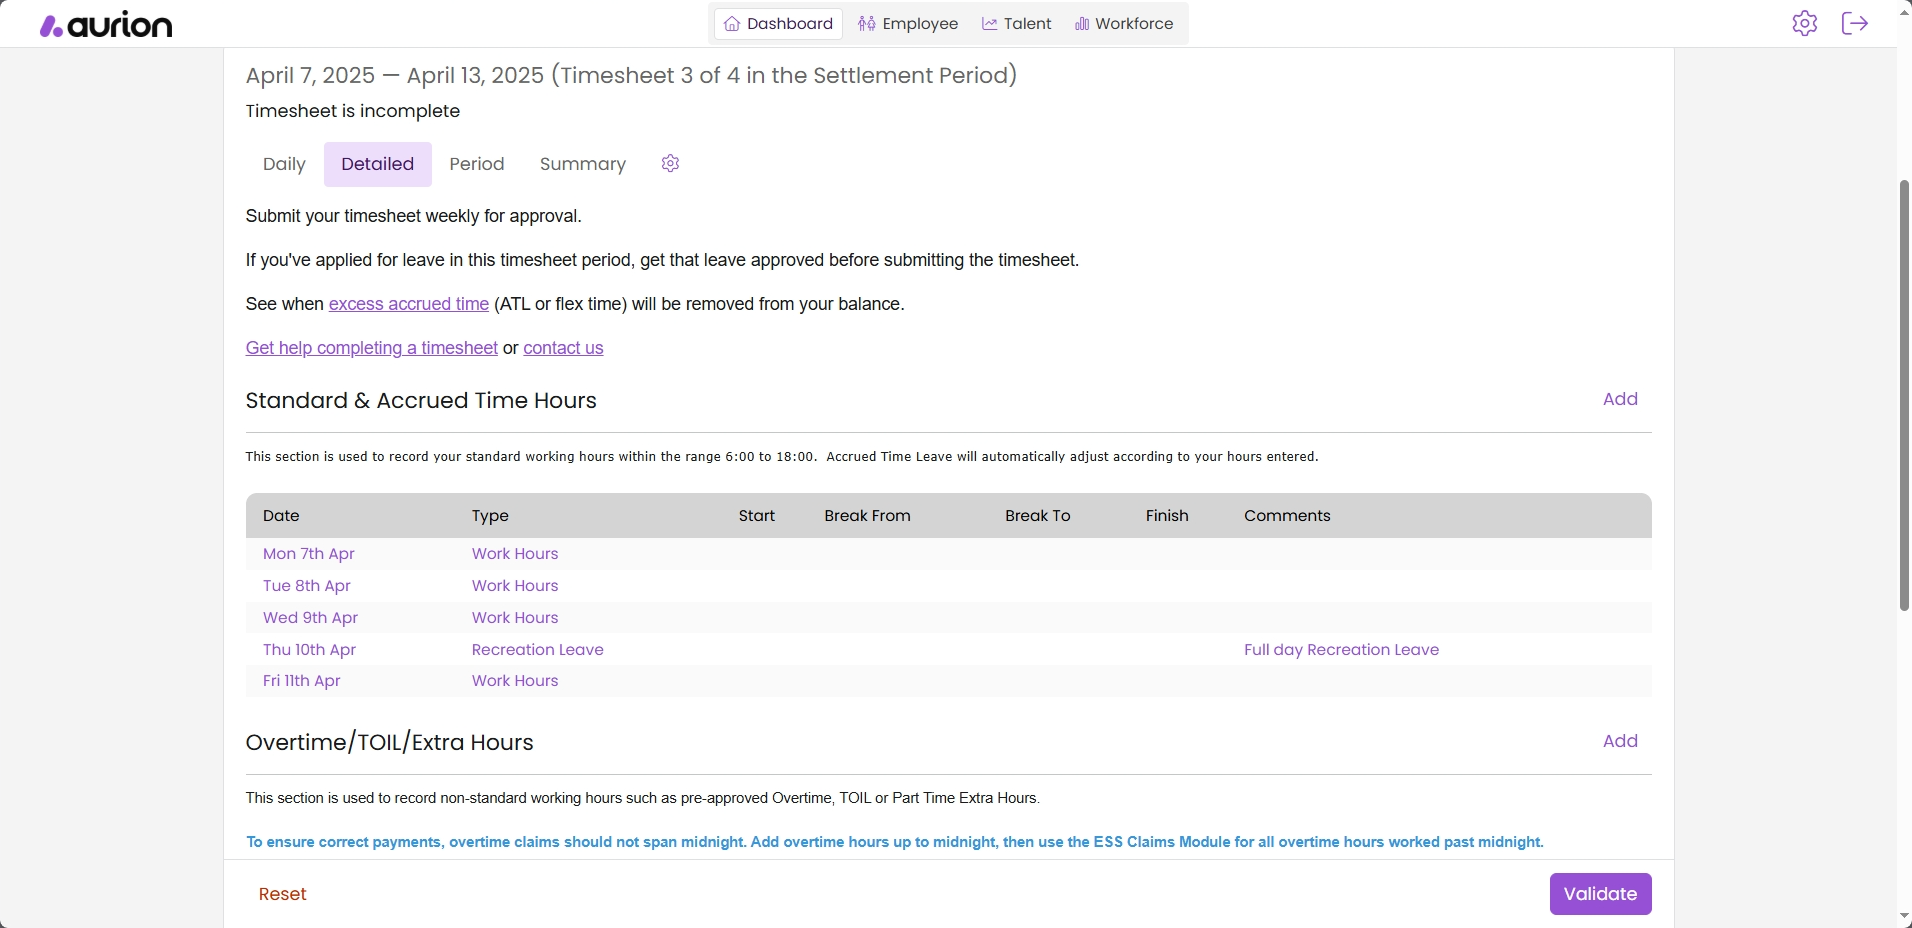 aurion Dashboard Employee Talent Workforce
April 7, 2025 — April 13, 2025 (Timesheet 3 of 4 in the Settlement Period)
Timesheet is incomplete
Daily Detailed Period Summary
Submit your timesheet weekly for approval.
If you've applied for leave in this timesheet period, get that leave approved before submitting the timesheet.
See when excess accrued time (ATL or flex time) will be removed from your balance.
Get help completing a timesheet or contact us
Standard & Accrued Time Hours Add
This section is used to record your standard working hours within the range 6:00 to 18:00. Accrued Time Leave will automatically adjust according to your hours entered.
Date Type Start Break From Break To Finish Comments
Mon 7th Apr Work Hours
Tue 8th Apr Work Hours
Wed 9th Apr Work Hours
Thu 10th Apr Recreation Leave Full day Recreation Leave
Fri 11th Apr Work Hours
Overtime/TOIL/Extra Hours Add
This section is used to record non-standard working hours such as pre-approved Overtime, TOIL or Part Time Extra Hours.
To ensure correct payments, overtime claims should not span midnight. Add overtime hours up to midnight, then use the ESS Claims Module for all overtime hours worked past midnight.
Reset Validate